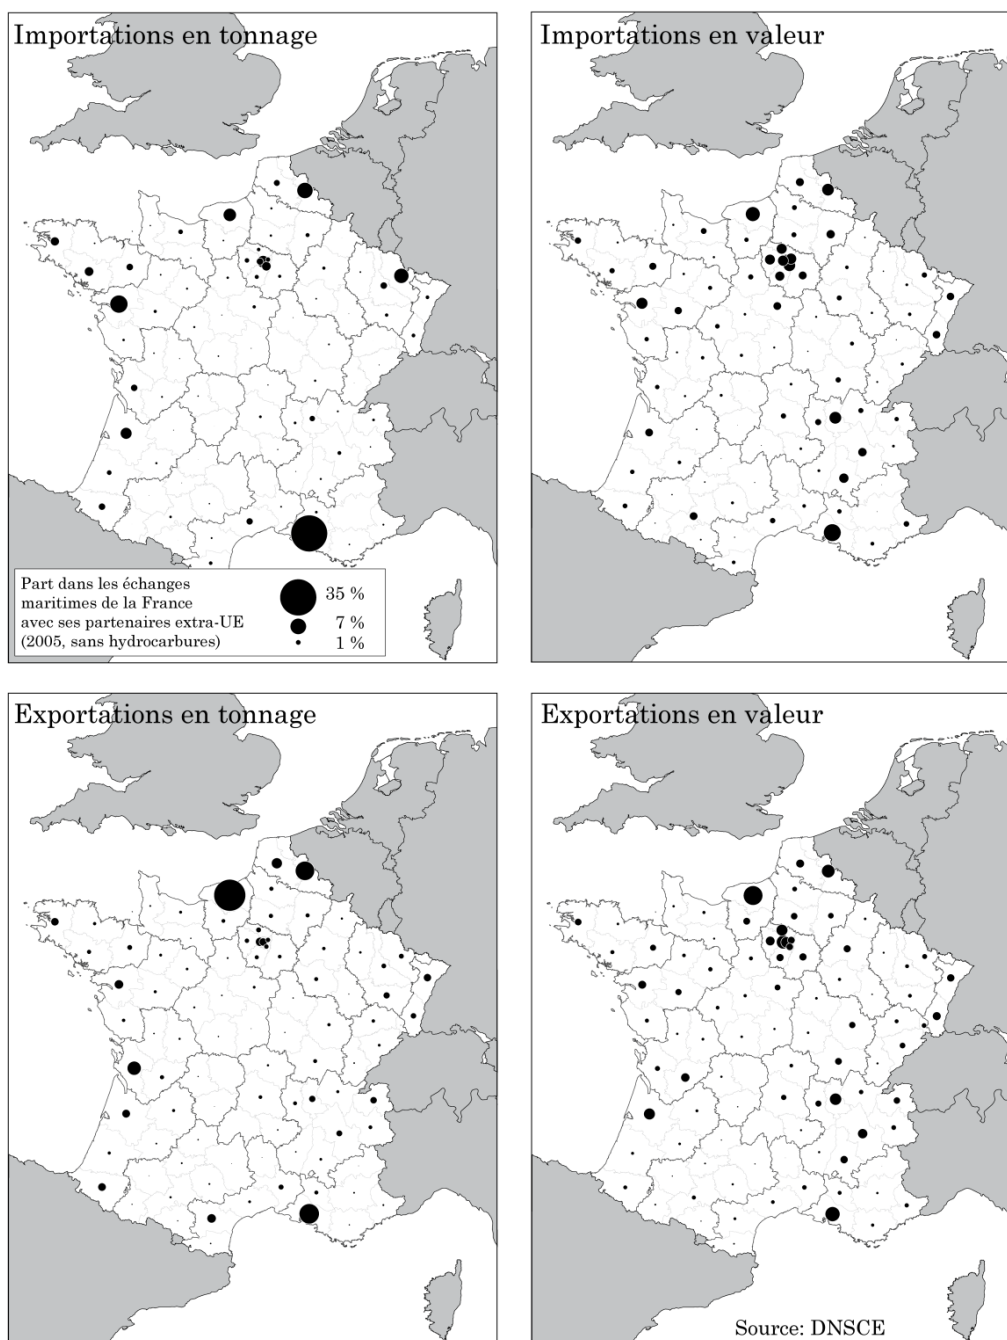 Importations en tonnage
Importations en valeur
Part dans les échanges
maritimes de la France
avec ses partenaires extra-UE
(2005, sans hydrocarbures)
35 %
7 %
1 %
Exportations en tonnage
Exportations en valeur
Source: DNSCE